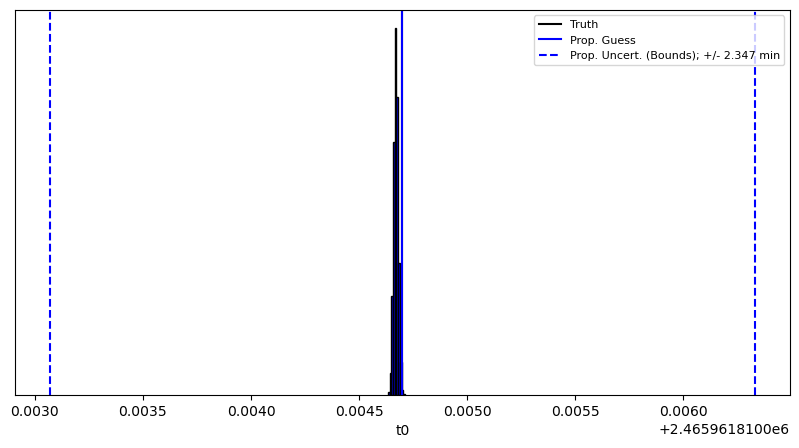 Truth
Prop. Guess
Prop. Uncert. (Bounds); +/- 2.347 min
0.0030 0.0035 0.0040 0.0045 0.0050 0.0055 0.0060
t0
+2.4659618100e6